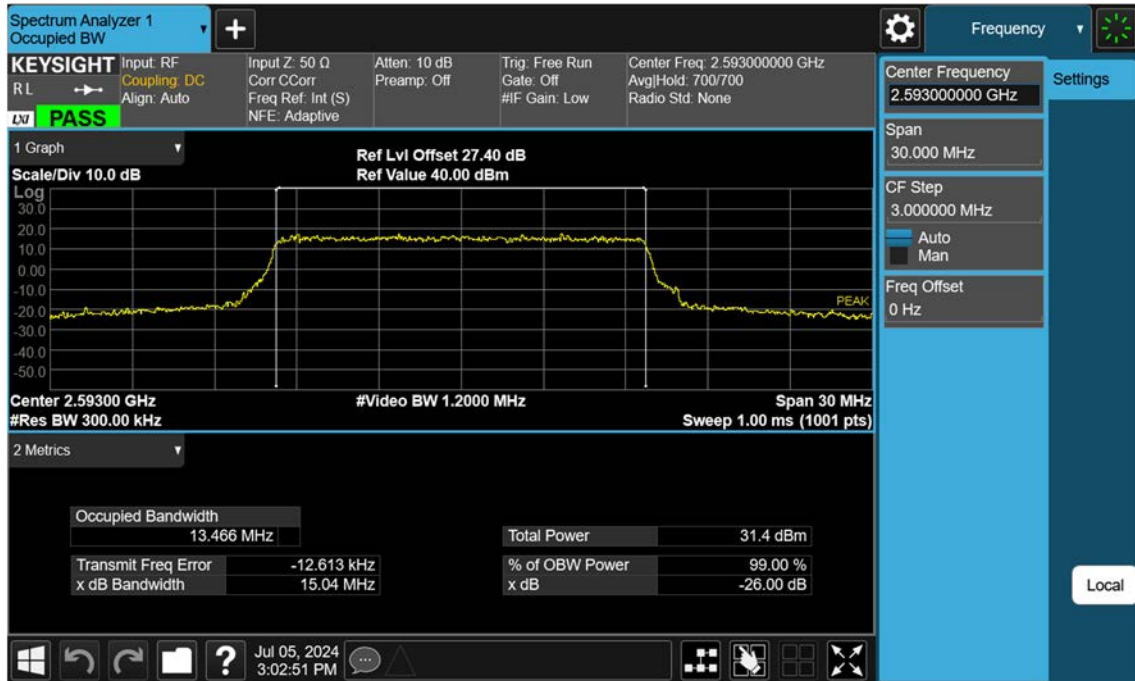 Spectrum Analyzer 1
Occupied BW
+
Frequency
KEYSIGHT
RL
LXI PASS
Input: RF
Coupling: DC
Align: Auto
Input Z: 50 Ω
Corr CCorr
Freq Ref: Int (S)
NFE: Adaptive
Atten: 10 dB
Preamp: Off
Trig: Free Run
Gate: Off
#IF Gain: Low
Center Freq: 2.593000000 GHz
Avg|Hold: 700/700
Radio Std: None
1 Graph
Scale/Div 10.0 dB
Ref Lvl Offset 27.40 dB
Ref Value 40.00 dBm
Log
30.0
20.0
10.0
0.00
-10.0
-20.0
-30.0
-40.0
-50.0
PEAK
Center 2.59300 GHz
#Video BW 1.2000 MHz
Span 30 MHz
#Res BW 300.00 kHz
Sweep 1.00 ms (1001 pts)
2 Metrics
Occupied Bandwidth
13.466 MHz
Total Power 31.4 dBm
Transmit Freq Error -12.613 kHz
% of OBW Power 99.00 %
x dB Bandwidth 15.04 MHz
x dB -26.00 dB
?
Jul 05, 2024
3:02:51 PM
Center Frequency
2.593000000 GHz
Settings
Span
30.000 MHz
CF Step
3.000000 MHz
Auto
Man
Freq Offset
0 Hz
Local